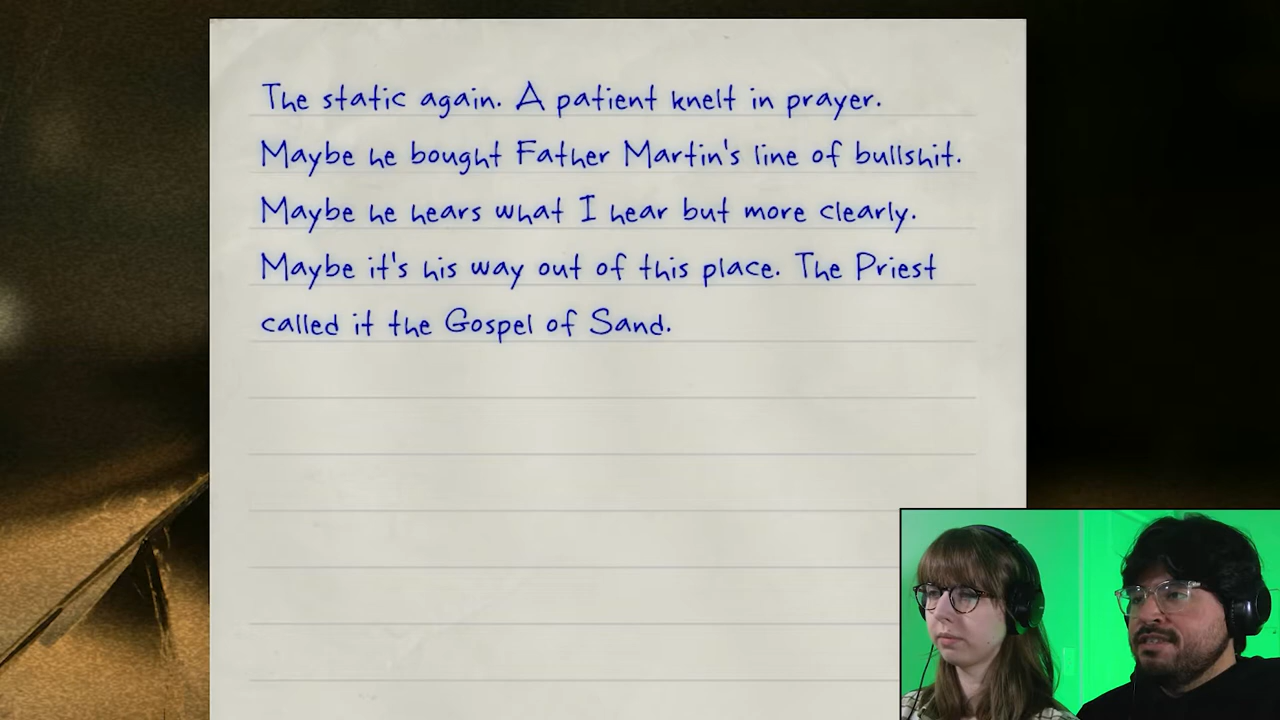 The static again. A patient knelt in prayer.
Maybe he bought Father Martin's line of bullshit.
Maybe he hears what I hear but more clearly.
Maybe it's his way out of this place. The Priest
called it the Gospel of Sand.